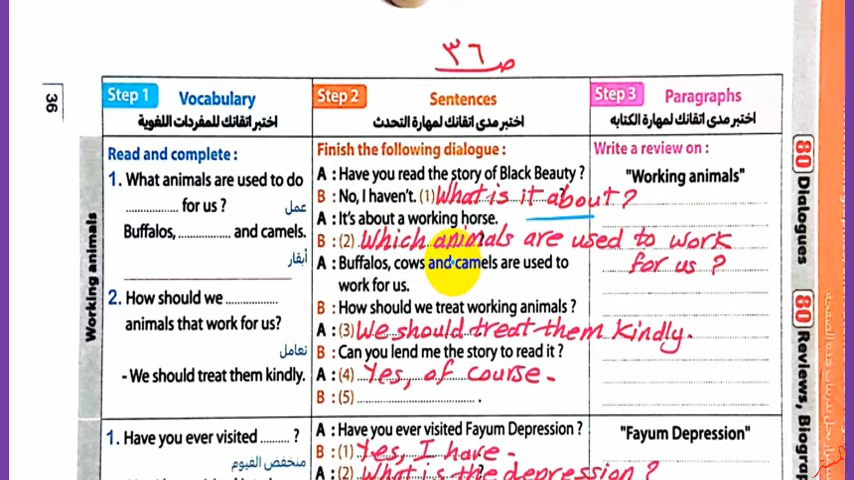 ص ٣٦
36
Step 1 Vocabulary
اختبر اتقانك للمفردات اللغوية
Step 2 Sentences
اختبر مدى اتقانك لمهارة التحدث
Step 3 Paragraphs
اختبر مدى اتقانك لمهارة الكتابه
Working animals
Read and complete :
1. What animals are used to do
................ for us ?
عمل
Buffalos, ................ and camels.
أبقار
2. How should we ................
animals that work for us?
نعامل
- We should treat them kindly.
Finish the following dialogue :
A : Have you read the story of Black Beauty ?
B : No, I haven't. (1) What is it about ?
A : It's about a working horse.
B : (2) Which animals are used to work
for us ?
A : Buffalos, cows and camels are used to
work for us.
B : How should we treat working animals ?
A : (3) We should treat them kindly.
B : Can you lend me the story to read it ?
A : (4) Yes, of course.
B : (5) ................................ .
Write a review on :
"Working animals"
1. Have you ever visited ......... ?
منخفض الفيوم
A : Have you ever visited Fayum Depression ?
B : (1) Yes, I have.
A : (2) What is the depression ?
"Fayum Depression"
80 Dialogues
80 Reviews, Biograp